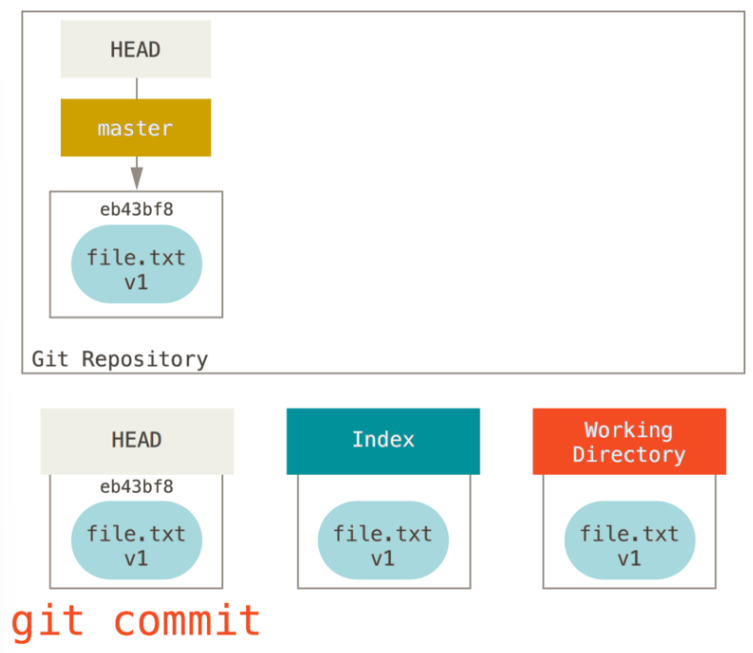 HEAD
master
eb43bf8
file.txt
v1
Git Repository
HEAD
eb43bf8
file.txt
v1
Index
file.txt
v1
Working
Directory
file.txt
v1
git commit